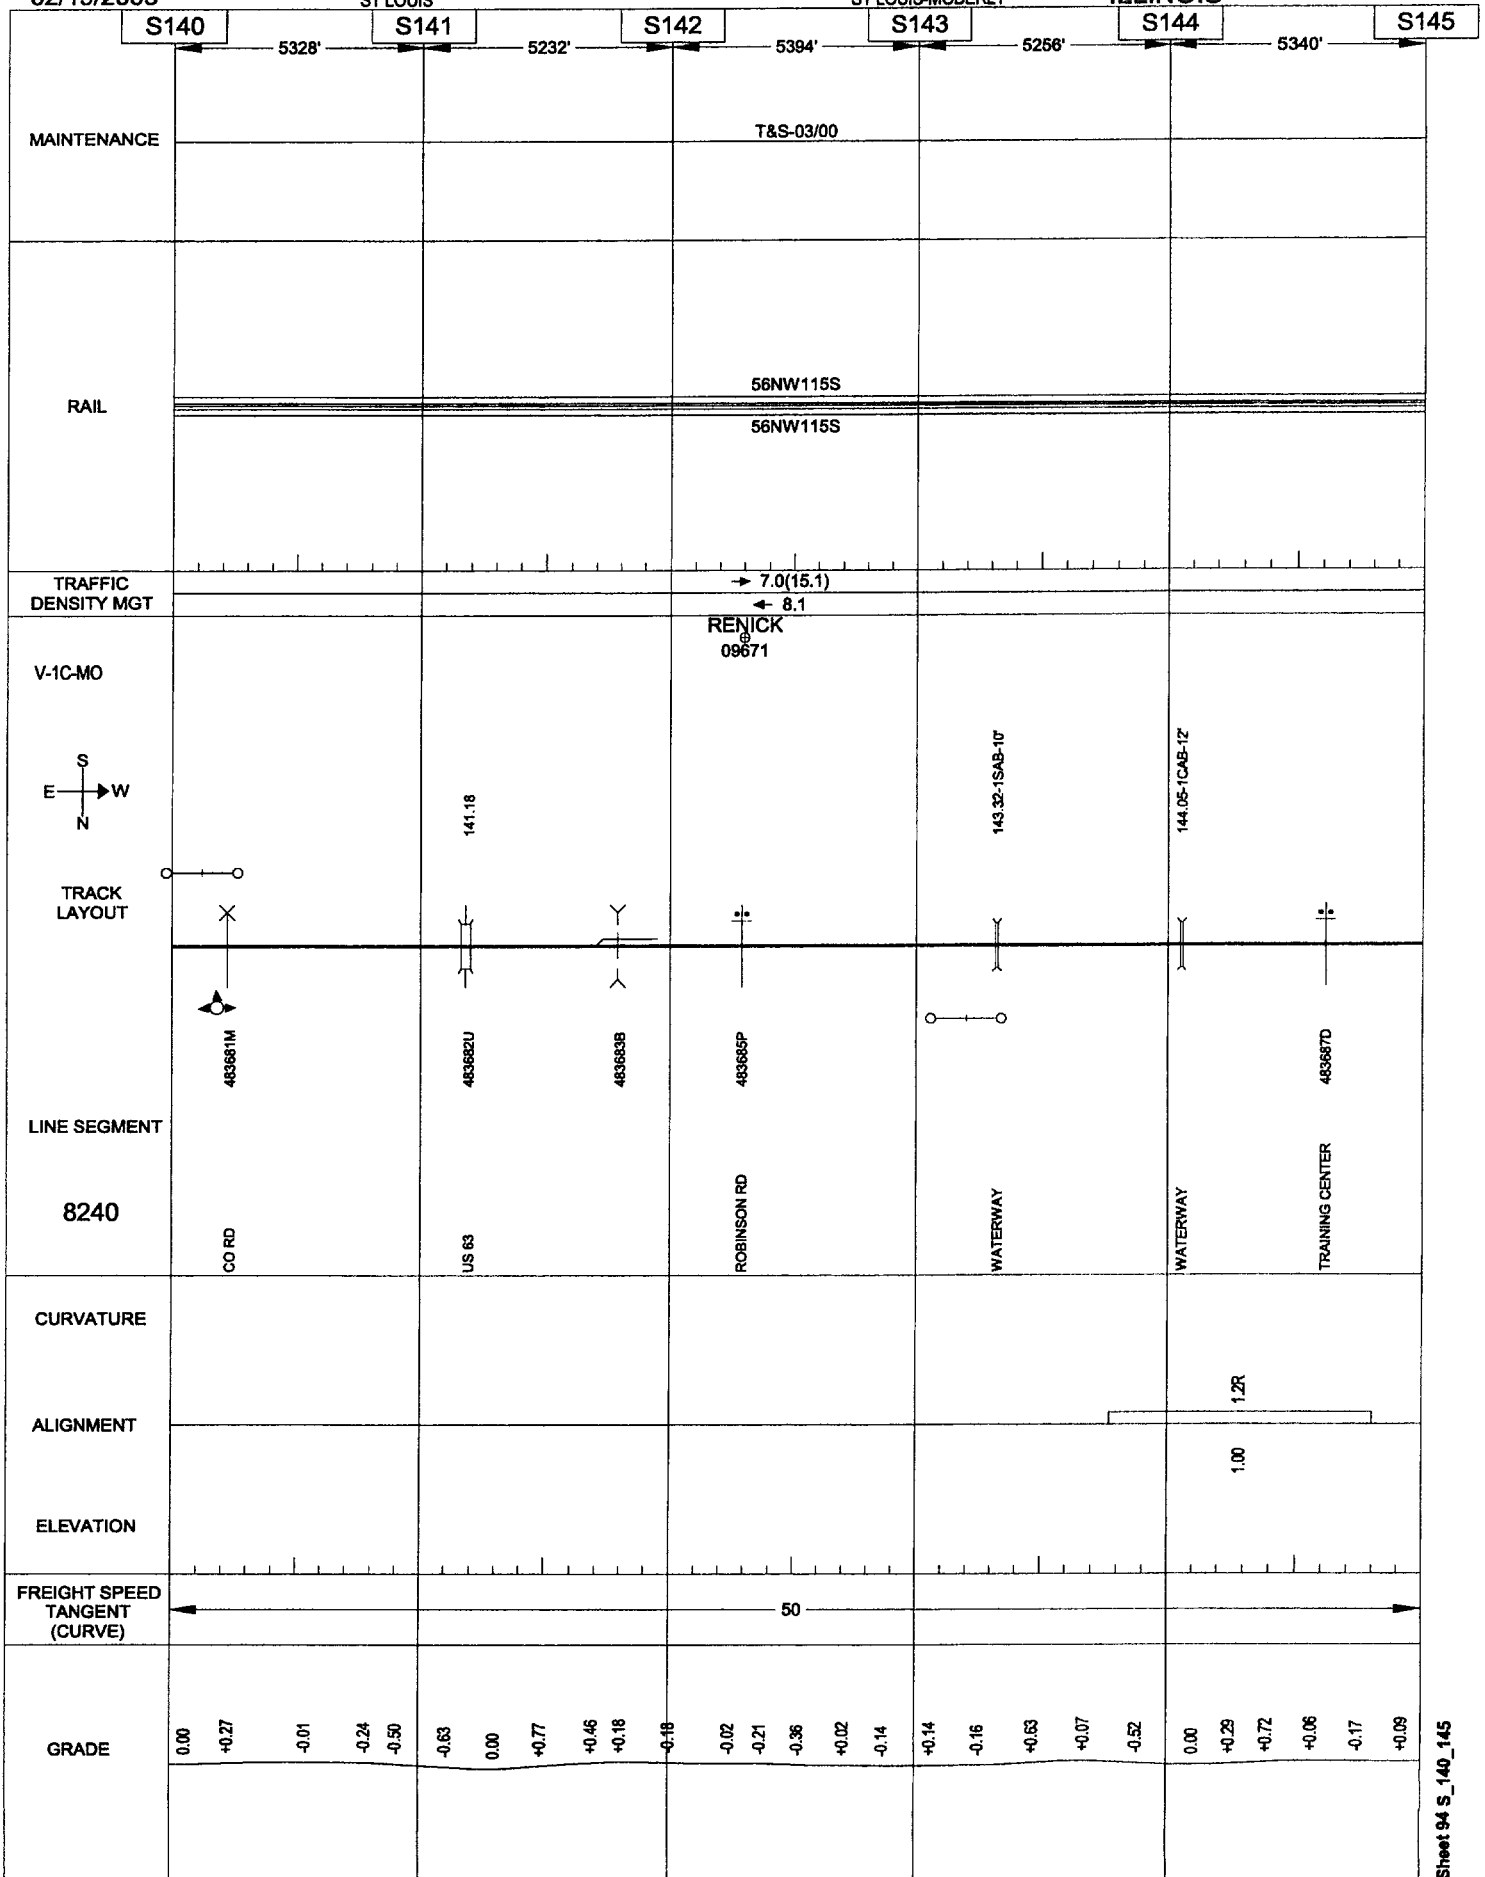 ST LOUIS
ILLINOIS
S140 S141 S142 S143 S144 S145
5328' 5232' 5394' 5256' 5340'
MAINTENANCE
T&S-03/00
RAIL
56NW115S
56NW115S
TRAFFIC
DENSITY MGT
7.0(15.1)
8.1
RENICK
09671
V-1C-MO
S
E W
N
141.18
143.32-1SAB-10'
144.05-1CAB-12'
TRACK
LAYOUT
483681M
483682U
483683B
483685P
483687D
LINE SEGMENT
8240
CO RD
US 63
ROBINSON RD
WATERWAY
WATERWAY
TRAINING CENTER
CURVATURE
1.2R
ALIGNMENT
1.00
ELEVATION
FREIGHT SPEED
TANGENT
(CURVE)
50
GRADE
0.00 +0.27 -0.01 -0.24 -0.50 -0.63 0.00 +0.77 +0.46 +0.18 -0.18 -0.02 -0.21 -0.36 +0.02 -0.14 +0.14 -0.16 +0.63 +0.07 -0.52 0.00 +0.29 +0.72 +0.06 -0.17 +0.09
Sheet 94 S_140_145